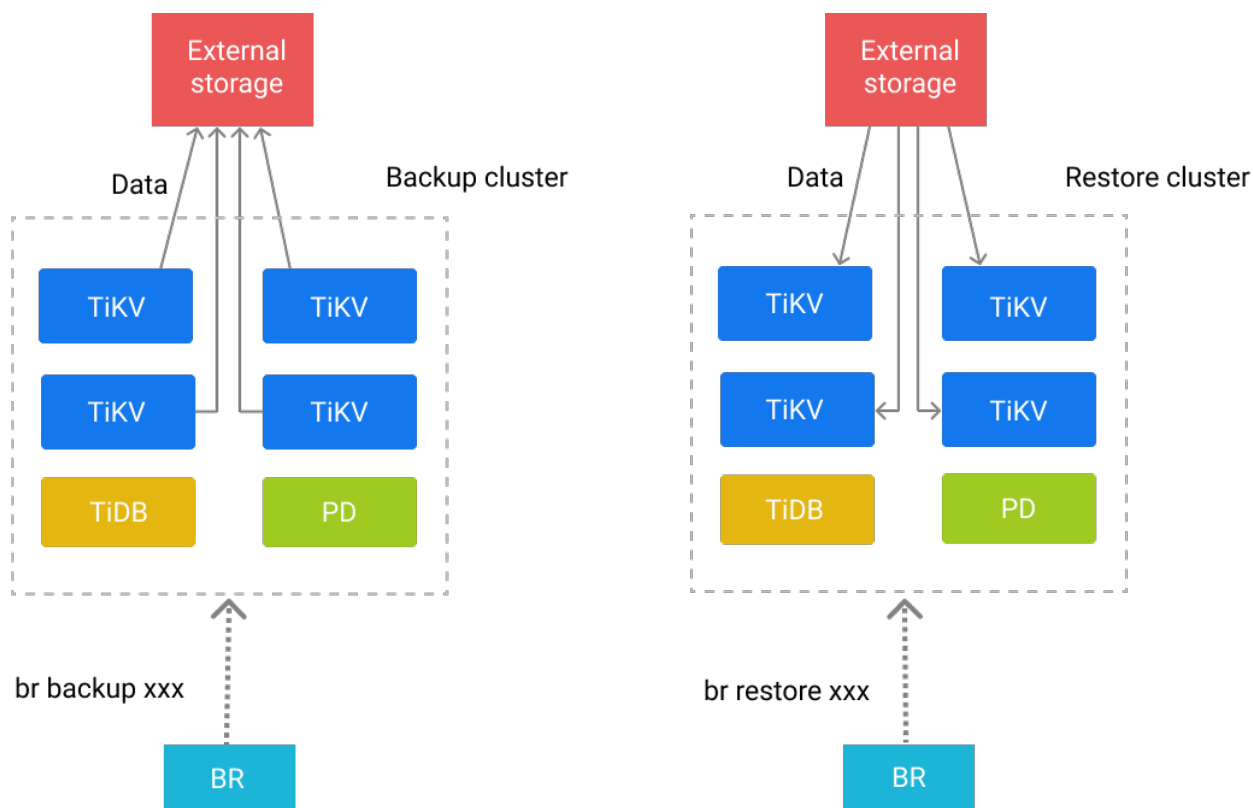 External
storage
Data
Backup cluster
TiKV
TiKV
TiKV
TiKV
TiDB
PD
br backup xxx
BR
External
storage
Data
Restore cluster
TiKV
TiKV
TiKV
TiKV
TiDB
PD
br restore xxx
BR